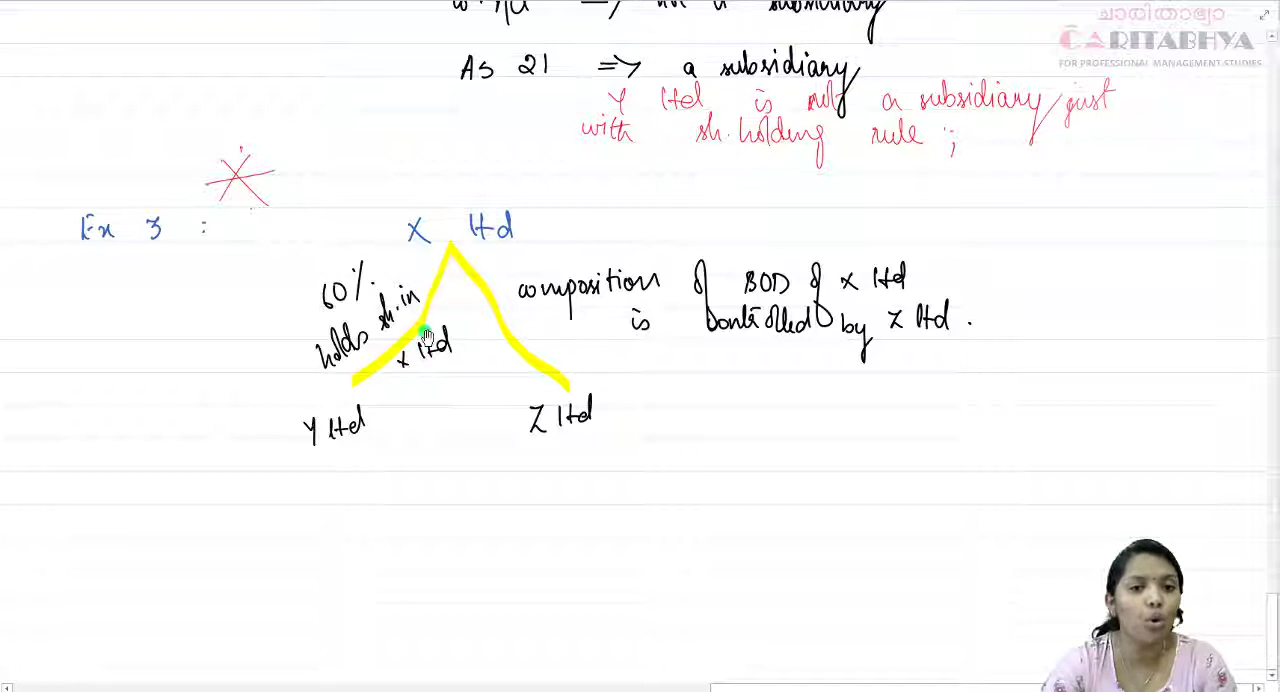 ചാരിതാഭ്യാ
CARITABHYA
FOR PROFESSIONAL MANAGEMENT STUDIES
a subsidiary
AS 21 => a subsidiary
Y ltd is not a subsidiary just
with sh. holding rule ;
Ex 3 : X ltd
60%
holds sh. in
X ltd
composition of BOD of X ltd
is controlled by Z ltd.
Y ltd
Z ltd